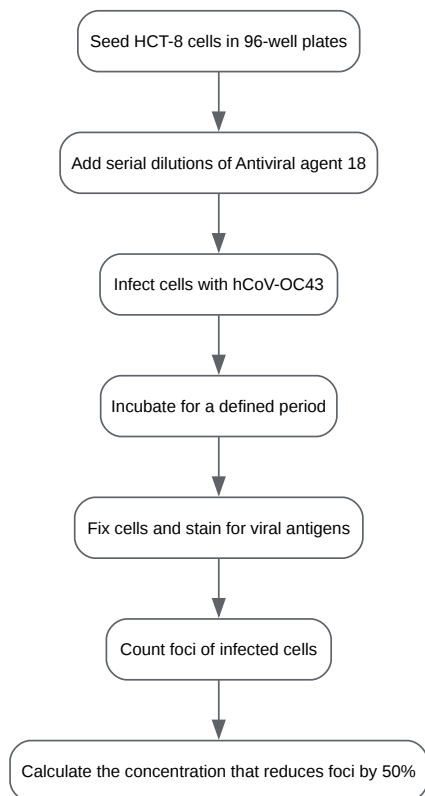 Seed HCT-8 cells in 96-well plates
Add serial dilutions of Antiviral agent 18
Infect cells with hCoV-OC43
Incubate for a defined period
Fix cells and stain for viral antigens
Count foci of infected cells
Calculate the concentration that reduces foci by 50%